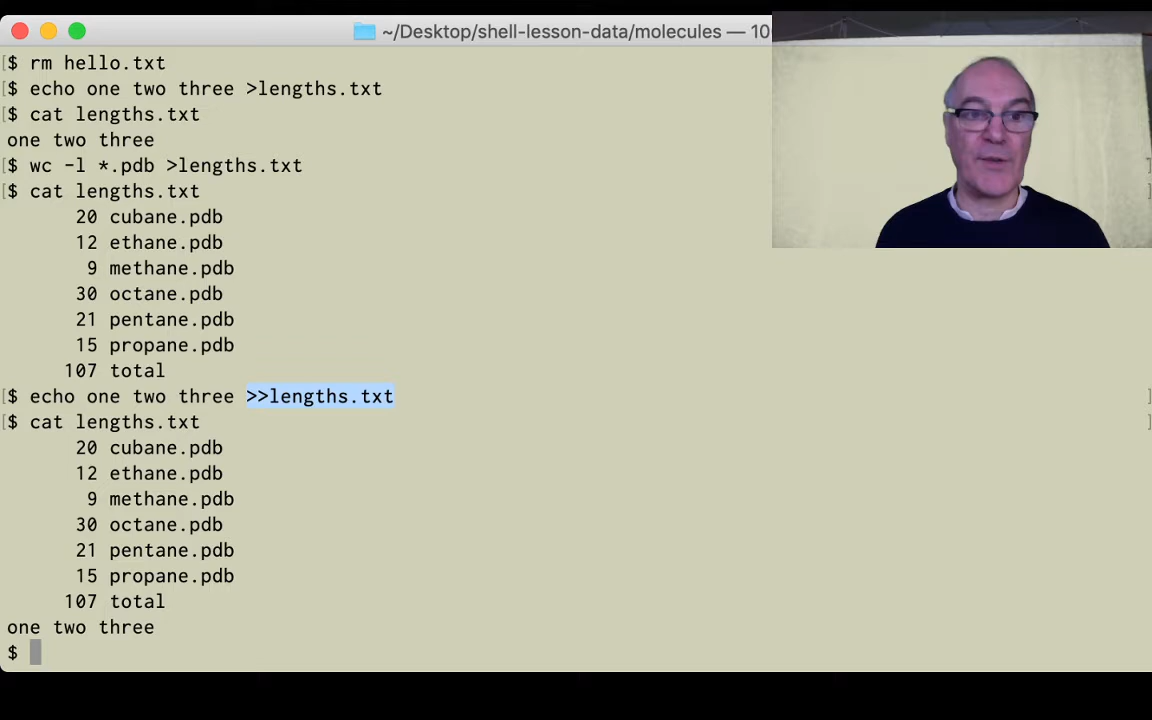 ~/Desktop/shell-lesson-data/molecules — 10
[$ rm hello.txt
[$ echo one two three >lengths.txt
[$ cat lengths.txt
one two three
[$ wc -l *.pdb >lengths.txt ]
[$ cat lengths.txt ]
20 cubane.pdb
12 ethane.pdb
9 methane.pdb
30 octane.pdb
21 pentane.pdb
15 propane.pdb
107 total
[$ echo one two three >>lengths.txt ]
[$ cat lengths.txt ]
20 cubane.pdb
12 ethane.pdb
9 methane.pdb
30 octane.pdb
21 pentane.pdb
15 propane.pdb
107 total
one two three
$